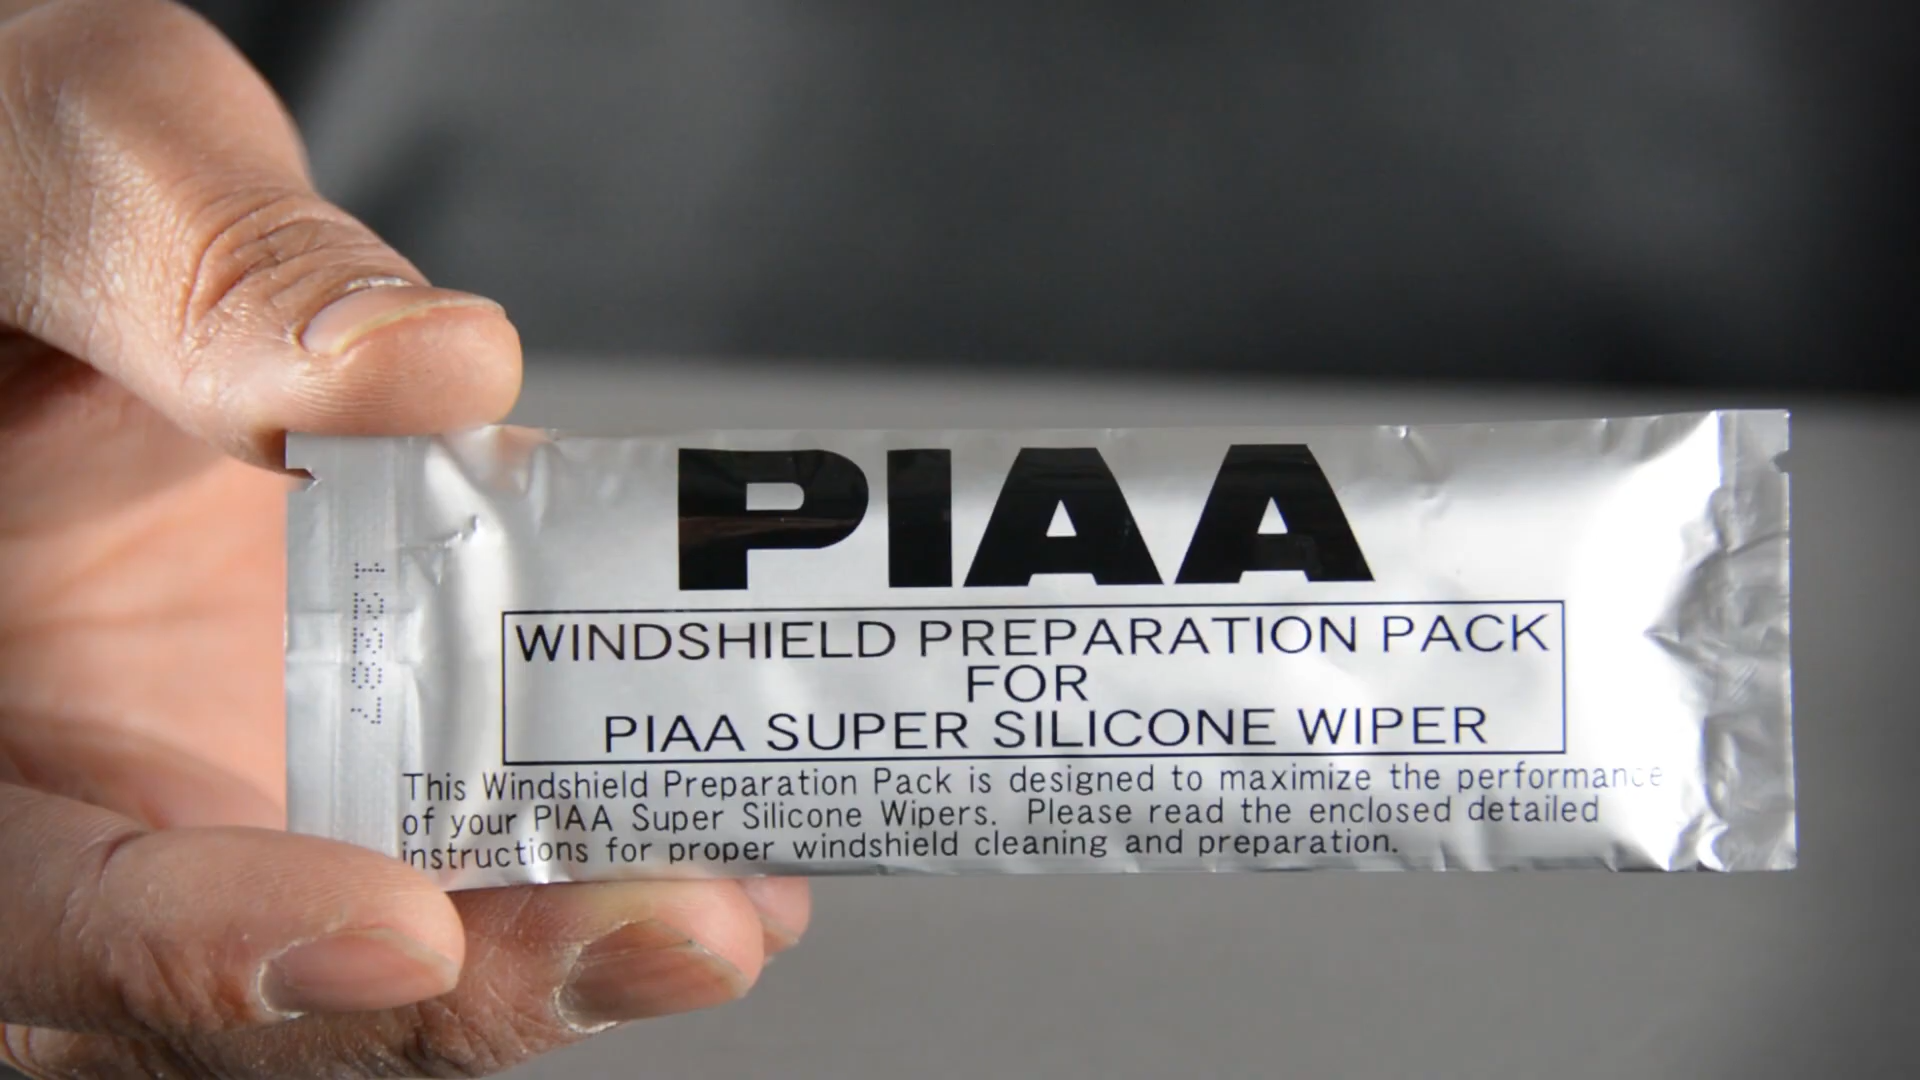 PIAA
WINDSHIELD PREPARATION PACK
FOR
PIAA SUPER SILICONE WIPER
This Windshield Preparation Pack is designed to maximize the performance
of your PIAA Super Silicone Wipers. Please read the enclosed detailed
instructions for proper windshield cleaning and preparation.